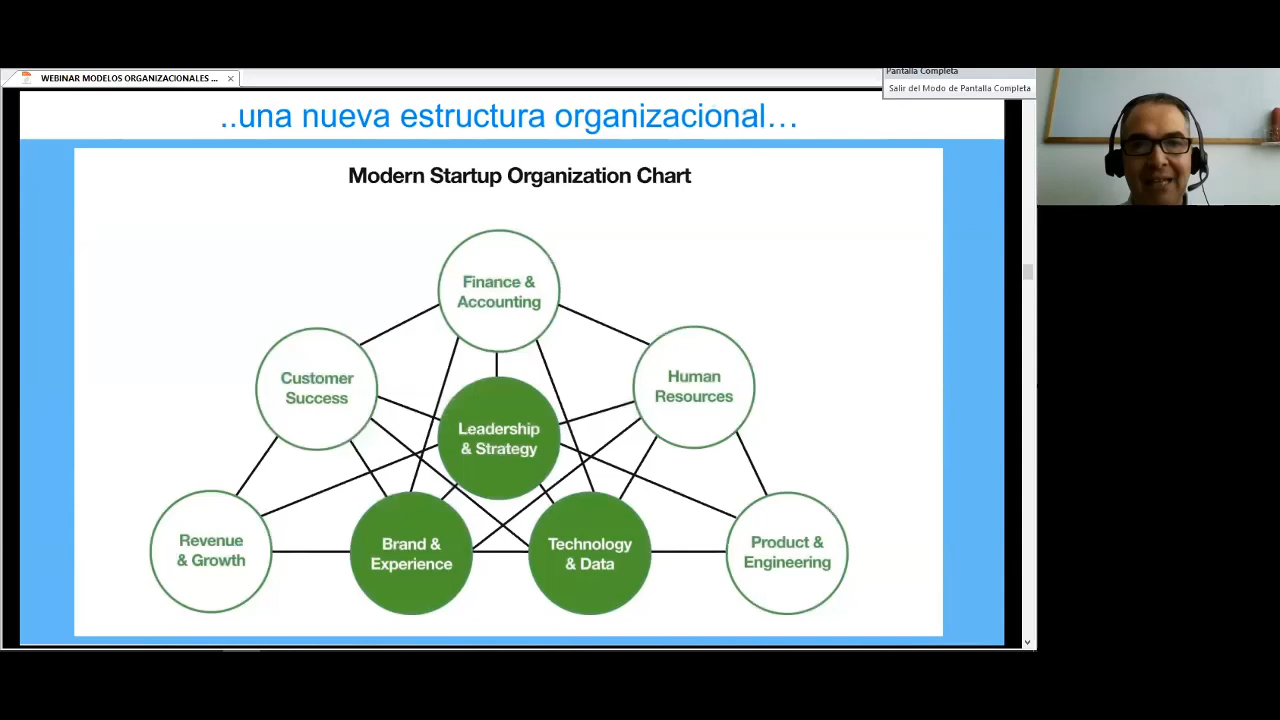 WEBINAR MODELOS ORGANIZACIONALES ...
Pantalla Completa
Salir del Modo de Pantalla Completa
..una nueva estructura organizacional…
Modern Startup Organization Chart
Finance &
Accounting
Customer
Success
Human
Resources
Leadership
& Strategy
Revenue
& Growth
Brand &
Experience
Technology
& Data
Product &
Engineering